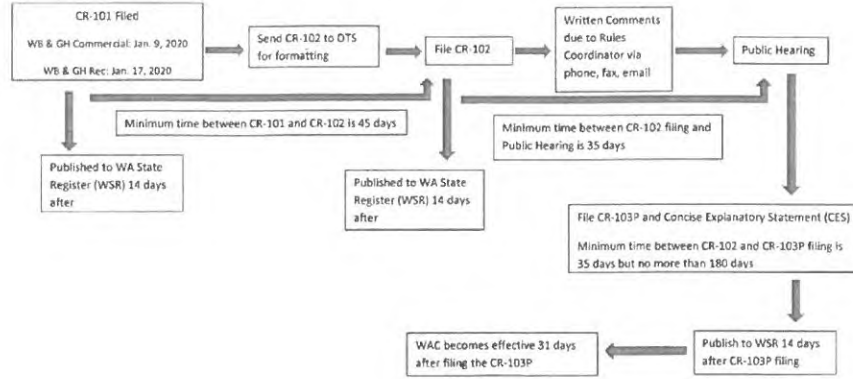 CR-101 Filed
WB & GH Commercial: Jan. 9, 2020
WB & GH Rec: Jan. 17, 2020
Send CR-102 to OTS
for formatting
File CR-102
Written Comments
due to Rules
Coordinator via
phone, fax, email
Public Hearing
Minimum time between CR-101 and CR-102 is 45 days
Minimum time between CR-102 filing and
Public Hearing is 35 days
Published to WA State
Register (WSR) 14 days
after
Published to WA State
Register (WSR) 14 days
after
File CR-103P and Concise Explanatory Statement (CES)
Minimum time between CR-102 and CR-103P filing is
35 days but no more than 180 days
WAC becomes effective 31 days
after filing the CR-103P
Publish to WSR 14 days
after CR-103P filing